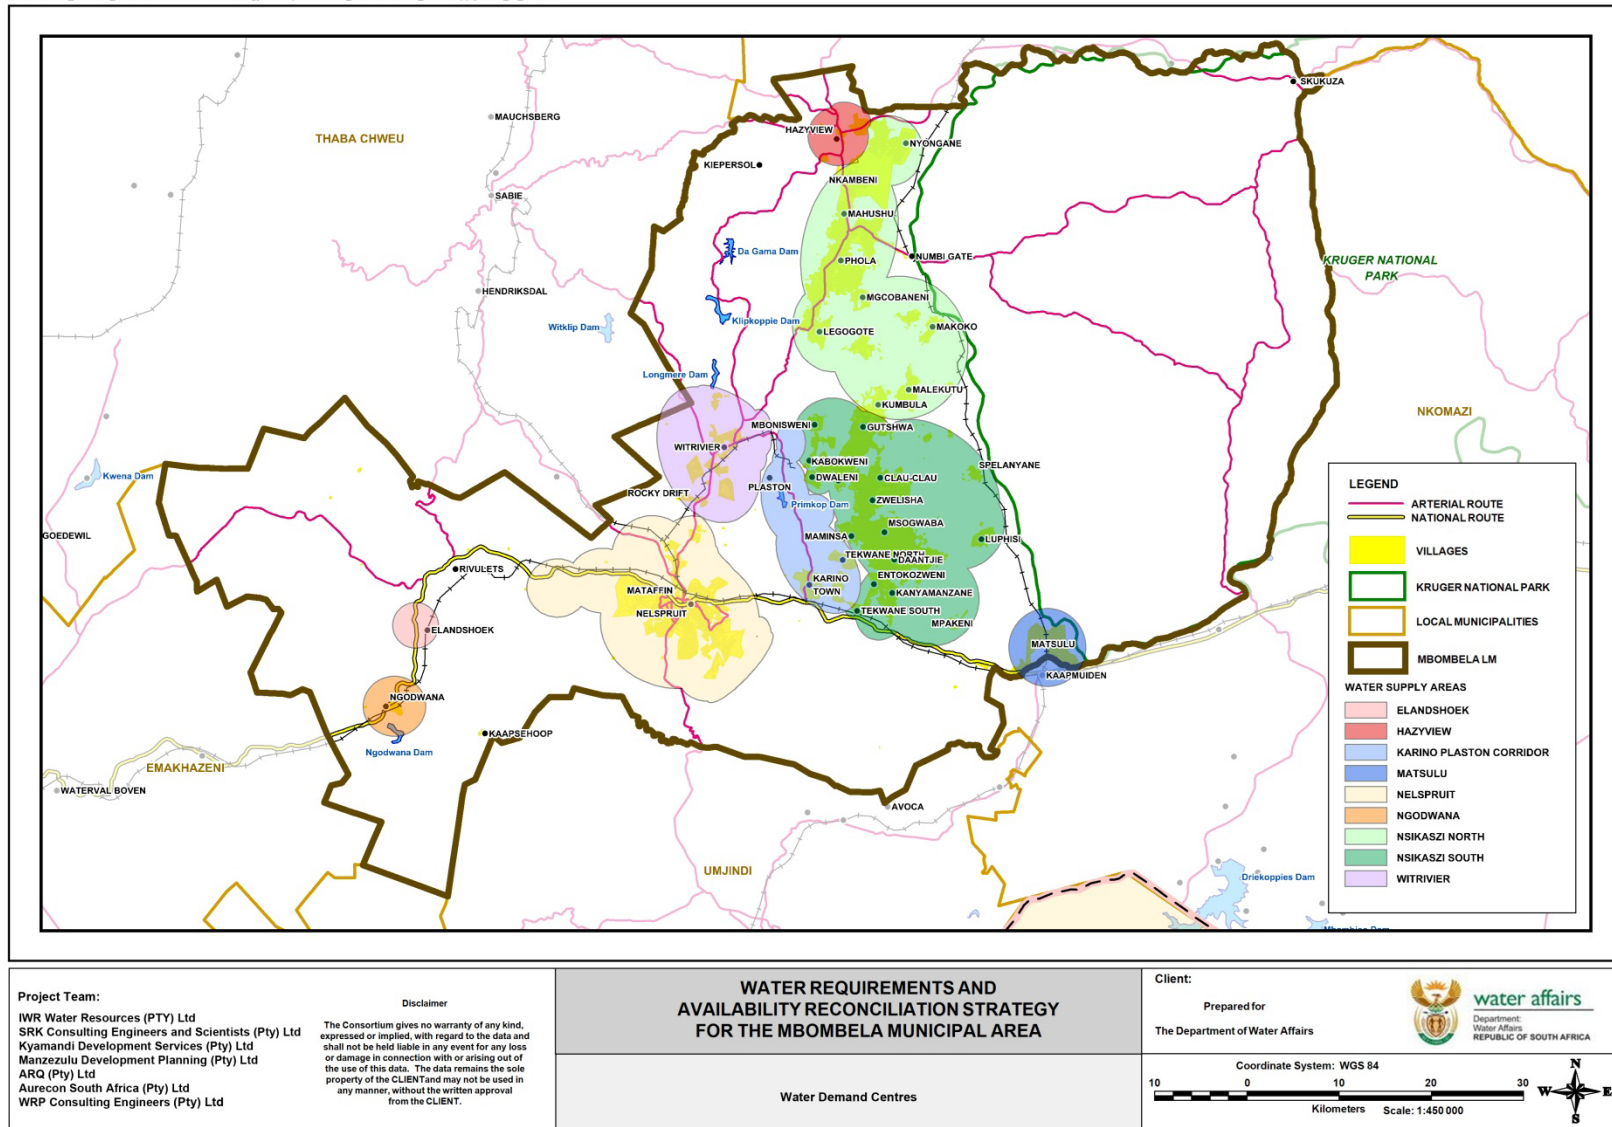 SKUKUZA
MAUCHSBERG
HAZYVIEW
THABA CHWEU
NYONGANE
KIEPERSOL
NKAMBENI
SABIE
MAHUSHU
Da Gama Dam
NUMBI GATE
PHOLA
KRUGER NATIONAL
PARK
HENDRIKSDAL
MGCOBANENI
Klipkoppie Dam
Witklip Dam
LEGOGOTE
MAKOKO
Longmere Dam
MALEKUTU
KUMBULA
NKOMAZI
MBONISWENI
GUTSHWA
WITRIVIER
KABOKWENI
SPELANYANE
Kwena Dam
DWALENI
CLAU-CLAU
PLASTON
ROCKY DRIFT
ZWELISHA
Primkop Dam
MSOGWABA
GOEDEWIL
MAMINSA
LUPHISI
TEKWANE NORTH
DAANTJIE
RIVULETS
ENTOKOZWENI
KARINO
TOWN
MATAFFIN
KANYAMANZANE
NELSPRUIT
TEKWANE SOUTH
MPAKENI
ELANDSHOEK
MATSULU
KAAPMUIDEN
NGODWANA
KAAPSEHOOP
Ngodwana Dam
EMAKHAZENI
WATERVAL BOVEN
AVOCA
UMJINDI
Driekoppies Dam
LEGEND
ARTERIAL ROUTE
NATIONAL ROUTE
VILLAGES
KRUGER NATIONAL PARK
LOCAL MUNICIPALITIES
MBOMBELA LM
WATER SUPPLY AREAS
ELANDSHOEK
HAZYVIEW
KARINO PLASTON CORRIDOR
MATSULU
NELSPRUIT
NGODWANA
NSIKASZI NORTH
NSIKASZI SOUTH
WITRIVIER
Project Team:
IWR Water Resources (PTY) Ltd
SRK Consulting Engineers and Scientists (Pty) Ltd
Kyamandi Development Services (Pty) Ltd
Manzezulu Development Planning (Pty) Ltd
ARQ (Pty) Ltd
Aurecon South Africa (Pty) Ltd
WRP Consulting Engineers (Pty) Ltd
Disclaimer
The Consortium gives no warranty of any kind,
expressed or implied, with regard to the data and
shall not be held liable in any event for any loss
or damage in connection with or arising out of
the use of this data. The data remains the sole
property of the CLIENTand may not be used in
any manner, without the written approval
from the CLIENT.
WATER REQUIREMENTS AND
AVAILABILITY RECONCILIATION STRATEGY
FOR THE MBOMBELA MUNICIPAL AREA
Water Demand Centres
Client:
Prepared for
The Department of Water Affairs
water affairs
Department:
Water Affairs
REPUBLIC OF SOUTH AFRICA
Coordinate System: WGS 84
10 0 10 20 30
Kilometers Scale: 1:450 000
N
W E
S